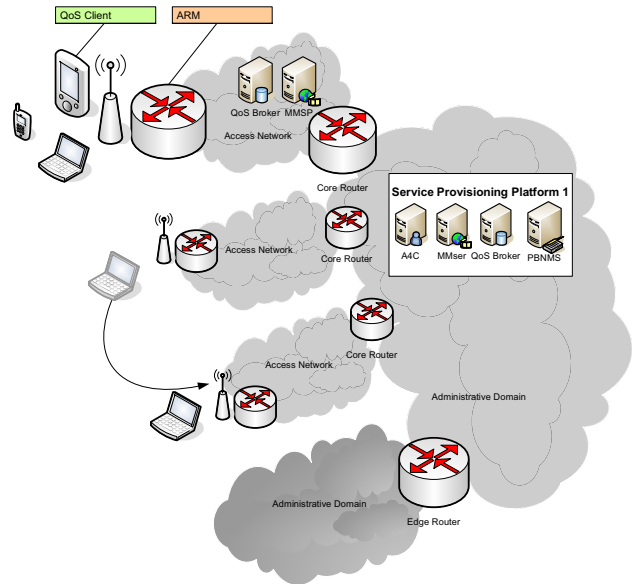 QoS Client
ARM
QoS Broker MMSP
Access Network
Core Router
Service Provisioning Platform 1
A4C MMser QoS Broker PBNMS
Access Network
Core Router
Core Router
Access Network
Administrative Domain
Administrative Domain
Edge Router